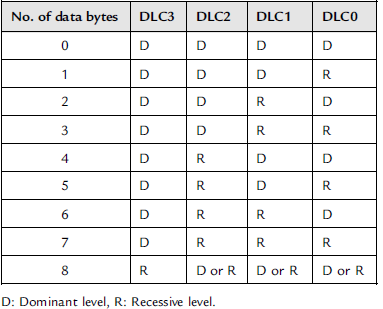 No. of data bytes DLC3 DLC2 DLC1 DLC0
0 D D D D
1 D D D R
2 D D R D
3 D D R R
4 D R D D
5 D R D R
6 D R R D
7 D R R R
8 R D or R D or R D or R
D: Dominant level, R: Recessive level.